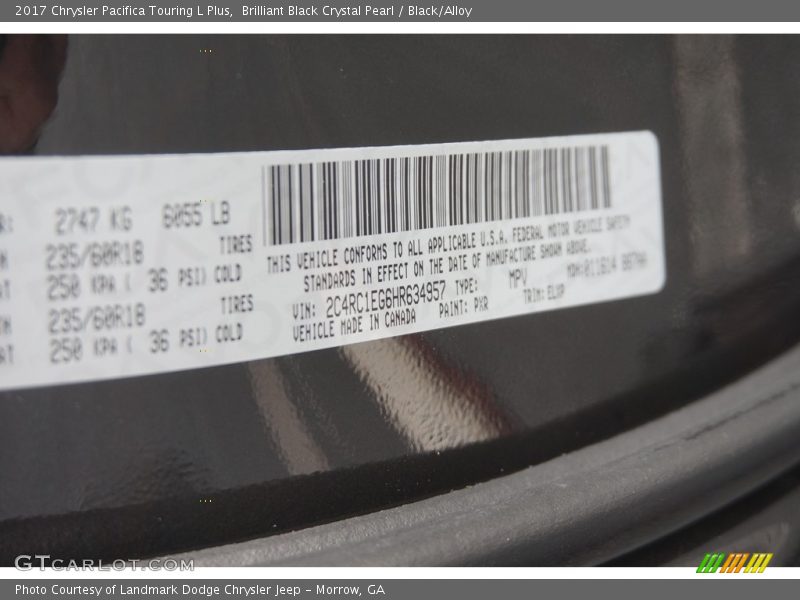 2017 Chrysler Pacifica Touring L Plus, Brilliant Black Crystal Pearl / Black/Alloy
2747 KG 6055 LB
235/60R18 TIRES
250 KPA ( 36 PSI) COLD
235/60R18 TIRES
250 KPA ( 36 PSI) COLD
THIS VEHICLE CONFORMS TO ALL APPLICABLE U.S.A. FEDERAL MOTOR VEHICLE SAFETY
STANDARDS IN EFFECT ON THE DATE OF MANUFACTURE SHOWN ABOVE.
VIN: 2C4RC1EG6HR634957 TYPE: MPV
VEHICLE MADE IN CANADA PAINT: PXR TRIM:
GTCARLOT.COM
Photo Courtesy of Landmark Dodge Chrysler Jeep – Morrow, GA